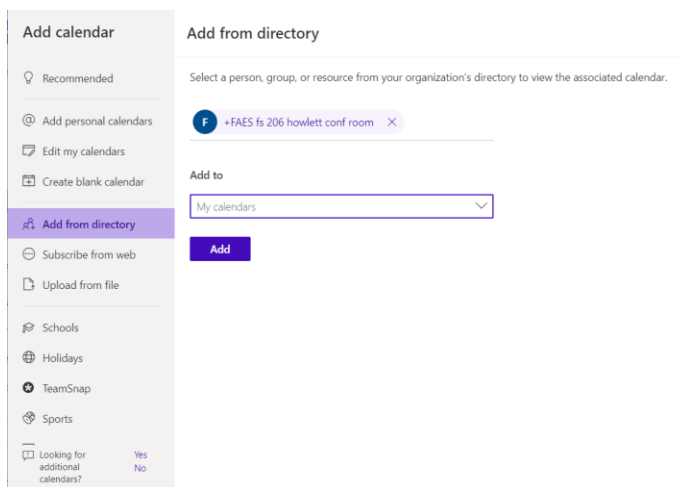 Add calendar
Recommended
Add personal calendars
Edit my calendars
Create blank calendar
Add from directory
Subscribe from web
Upload from file
Schools
Holidays
TeamSnap
Sports
Looking for
additional
calendars?
Yes
No
Add from directory
Select a person, group, or resource from your organization's directory to view the associated calendar.
F +FAES fs 206 howlett conf room
Add to
My calendars
Add